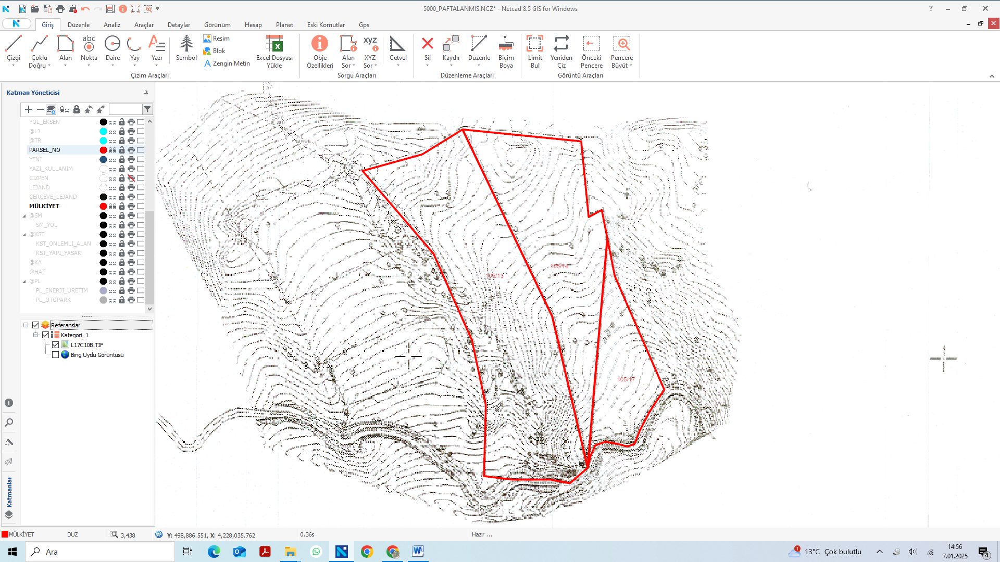 5000_PAFTALANMIS.NCZ* - Netcad 8.5 GIS for Windows
Giriş Düzenle Analiz Araçlar Detaylar Görünüm Hesap Planet Eski Komutlar Gps
Çizgi
Çoklu Doğru
Alan
abc Nokta
Daire
Yay
Yazı
Sembol
Resim
Blok
Zengin Metin
Excel Dosyası Yükle
Obje Özellikleri
Alan Sor
xyz XYZ Sor
Cetvel
Sil
Kaydır
Düzenle
Biçim Boya
Limit Bul
Yeniden Çiz
Önceki Pencere
Pencere Büyüt
Çizim Araçları
Sorgu Araçları
Düzenleme Araçları
Görüntü Araçları
Katman Yöneticisi
YOL_EKSEN
@LJ
@TR
PARSEL_NO
YENI
YAZI_KULLANIM
CIZPEN
LEJAND
CERCEVE_LEJAND
MÜLKİYET
@SM
SM_YOL
@KST
KST_ONLEMLI_ALAN
KST_YAPI_YASAK
@KA
@HAT
@PL
PL_ENERJI_URETIM
PL_OTOPARK
Referanslar
Kategori_1
L17C10B.TIF
Bing Uydu Görüntüsü
aA
Katmanlar
105/13
105/14
105/17
MÜLKİYET DUZ 3,438 Y: 498,886.551, X: 4,228,035.762 0.36s Hazır ...
Ara
1
13°C Çok bulutlu
14:56
7.01.2025
4